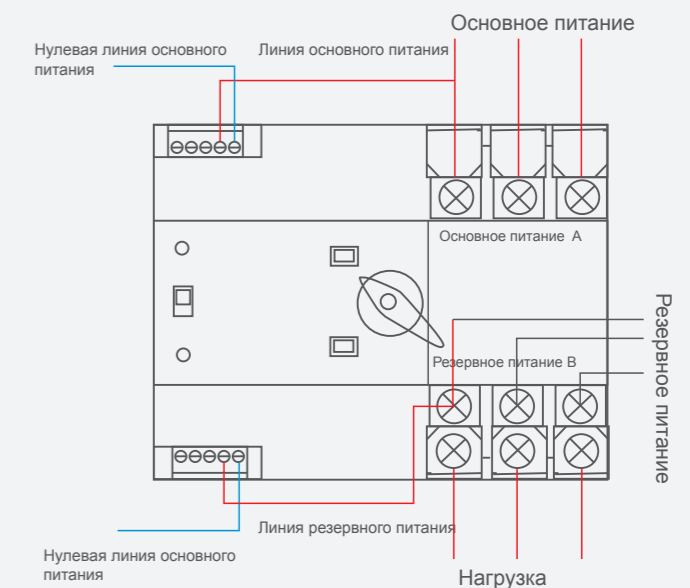 Основное питание
Нулевая линия основного
питания
Линия основного питания
Основное питание А
Резервное питание В
Резервное питание
Линия резервного питания
Нулевая линия основного
питания
Нагрузка